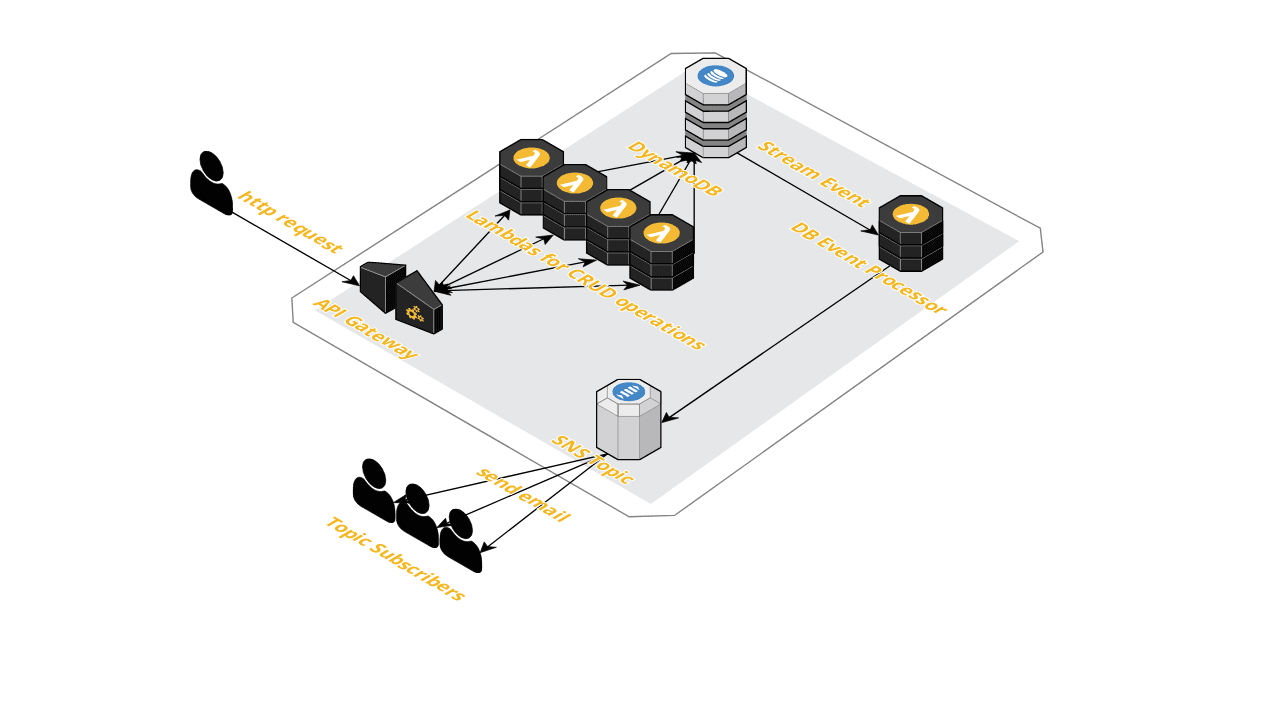 DynamoDB
Stream Event
http request
Lambdas for CRUD operations
DB Event Processor
API Gateway
SNS Topic
send email
Topic Subscribers